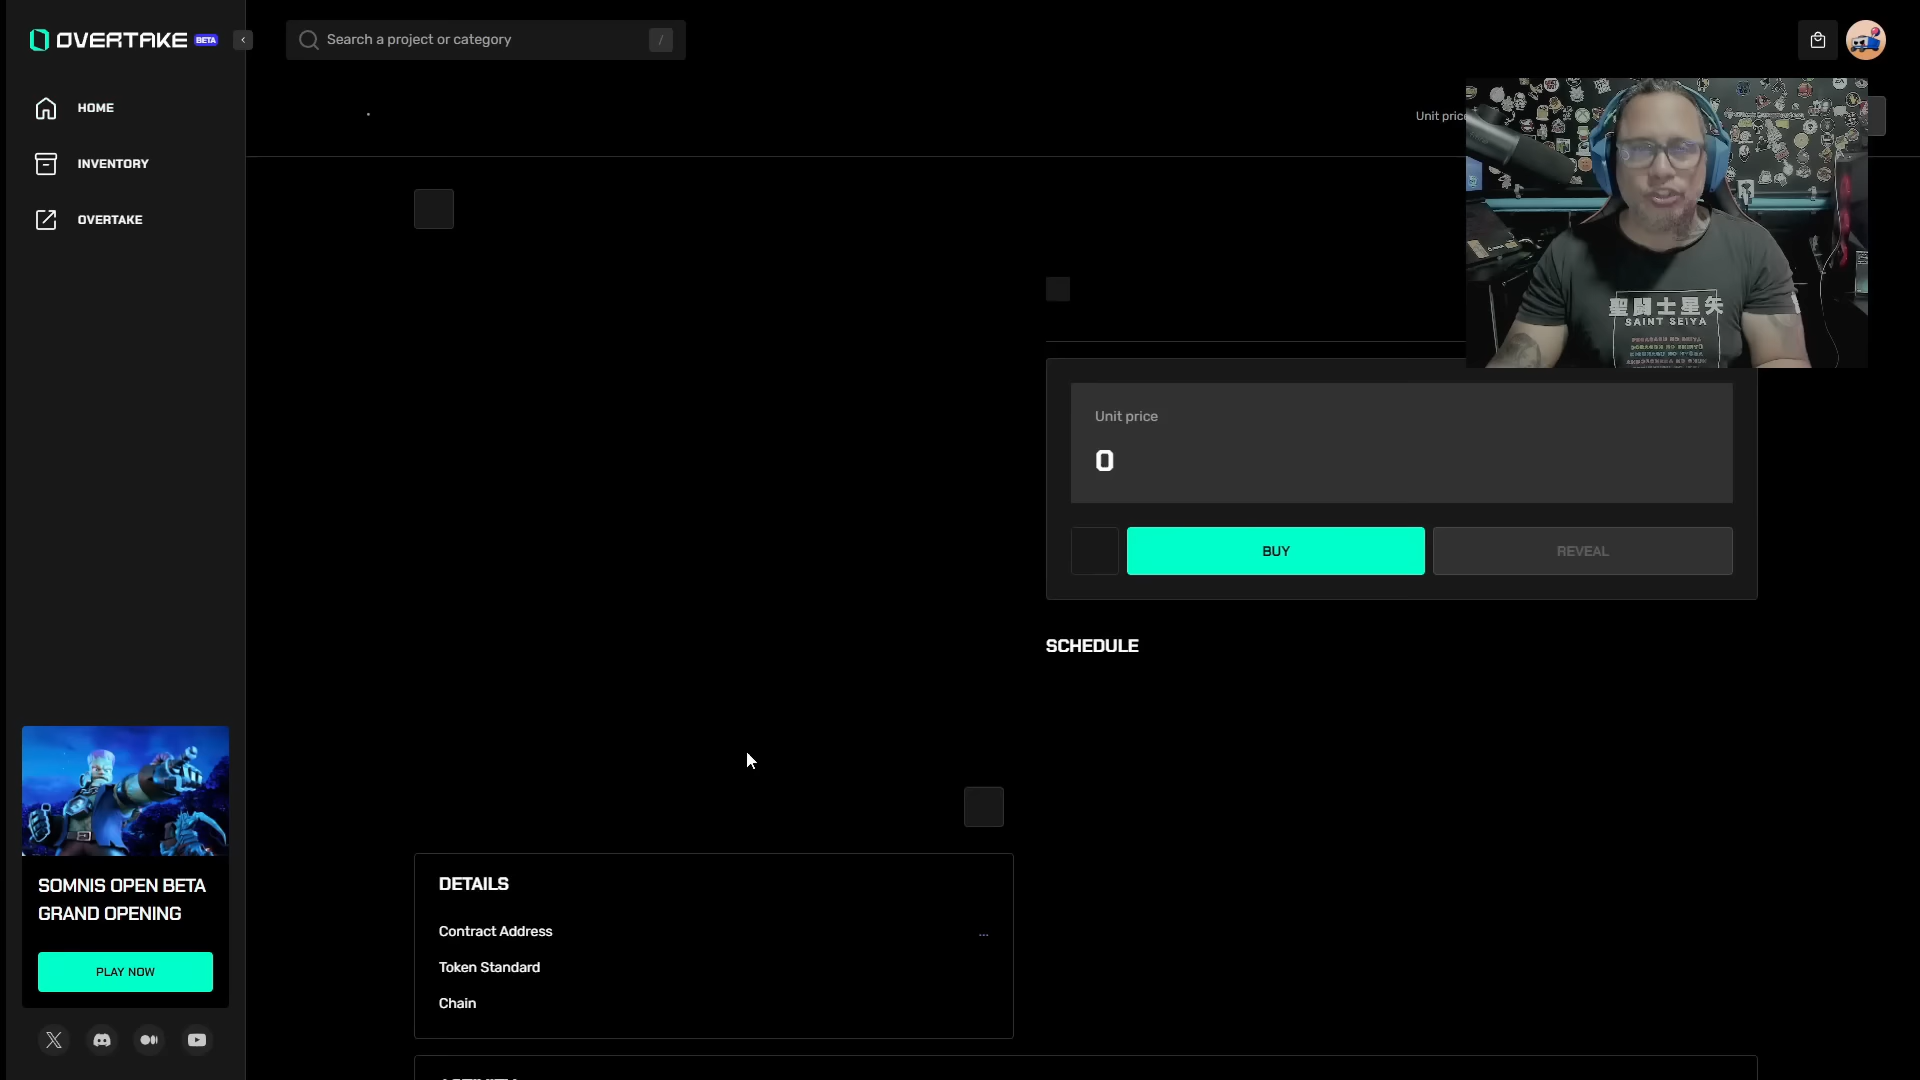 OVERTAKE BETA
Search a project or category /
HOME
INVENTORY
OVERTAKE
Unit price
聖闘士星矢
SAINT SEIYA
Unit price
0
BUY
REVEAL
SCHEDULE
DETAILS
Contract Address ...
Token Standard
Chain
SOMNIS OPEN BETA
GRAND OPENING
PLAY NOW